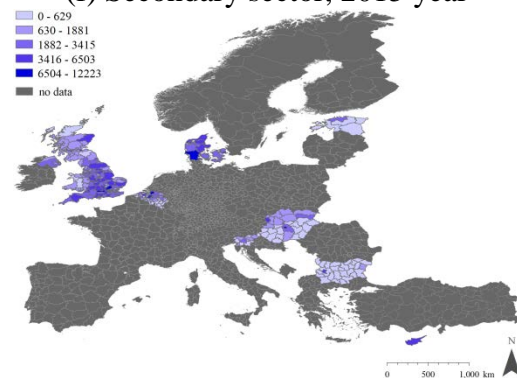 Secondary sector, 2013 year
0 - 629
630 - 1881
1882 - 3415
3416 - 6503
6504 - 12223
no data
N
0 500 1,000 km